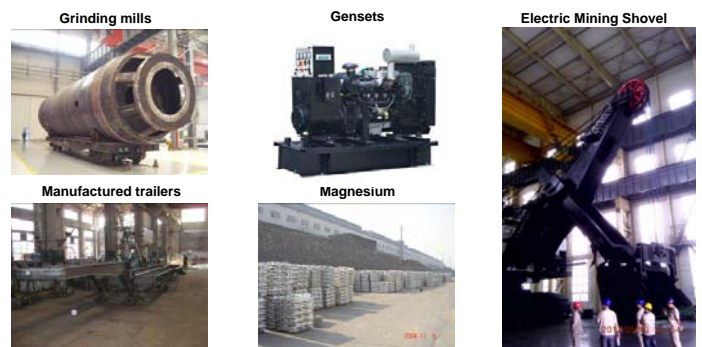 Grinding mills
Gensets
Electric Mining Shovel
Manufactured trailers
Magnesium